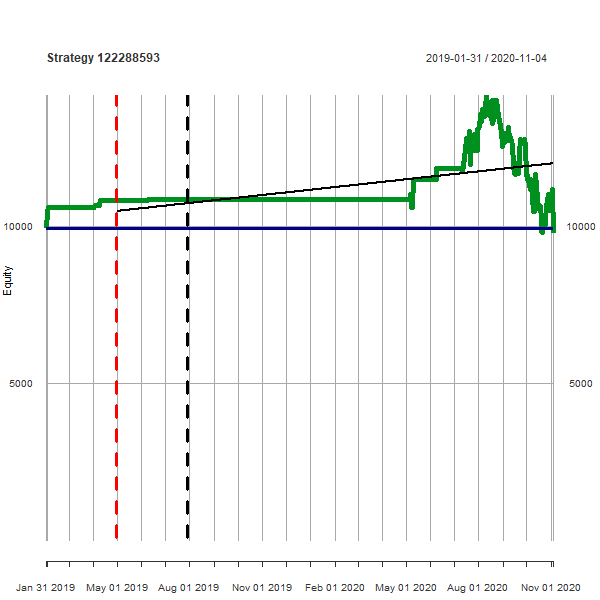 Strategy 122288593
2019-01-31 / 2020-11-04
10000
10000
Equity
5000
5000
Jan 31 2019
May 01 2019
Aug 01 2019
Nov 01 2019
Feb 01 2020
May 01 2020
Aug 01 2020
Nov 01 2020